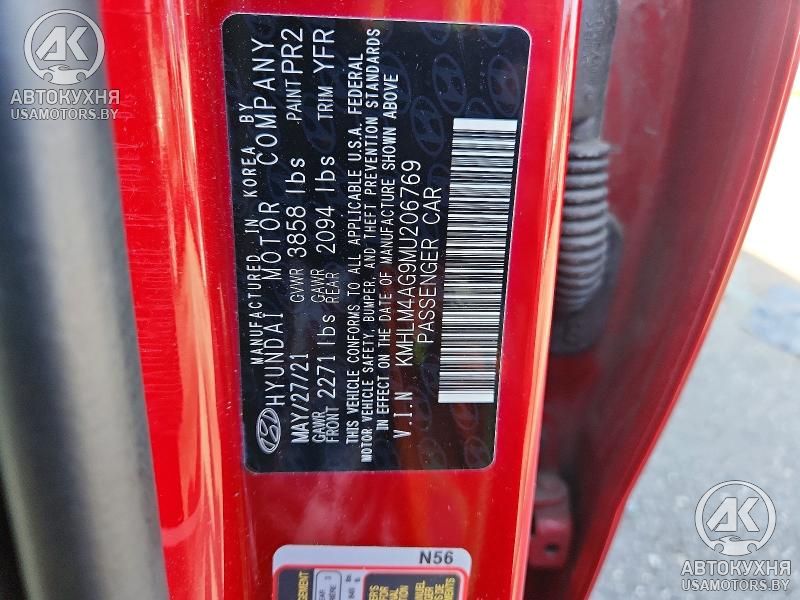 MANUFACTURED IN KOREA BY
HYUNDAI MOTOR COMPANY
MAY/27/21 GVWR 3858 lbs PAINT PR2
GAWR FRONT 2271 lbs GAWR REAR 2094 lbs TRIM YFR
THIS VEHICLE CONFORMS TO ALL APPLICABLE U.S.A. FEDERAL
MOTOR VEHICLE SAFETY, BUMPER, AND THEFT PREVENTION STANDARDS
IN EFFECT ON THE DATE OF MANUFACTURE SHOWN ABOVE
V.I.N KMHLM4AG9MU206769
PASSENGER CAR
N56
АК
АВТОКУХНЯ
USAMOTORS.BY
АК
АВТОКУХНЯ
USAMOTORS.BY